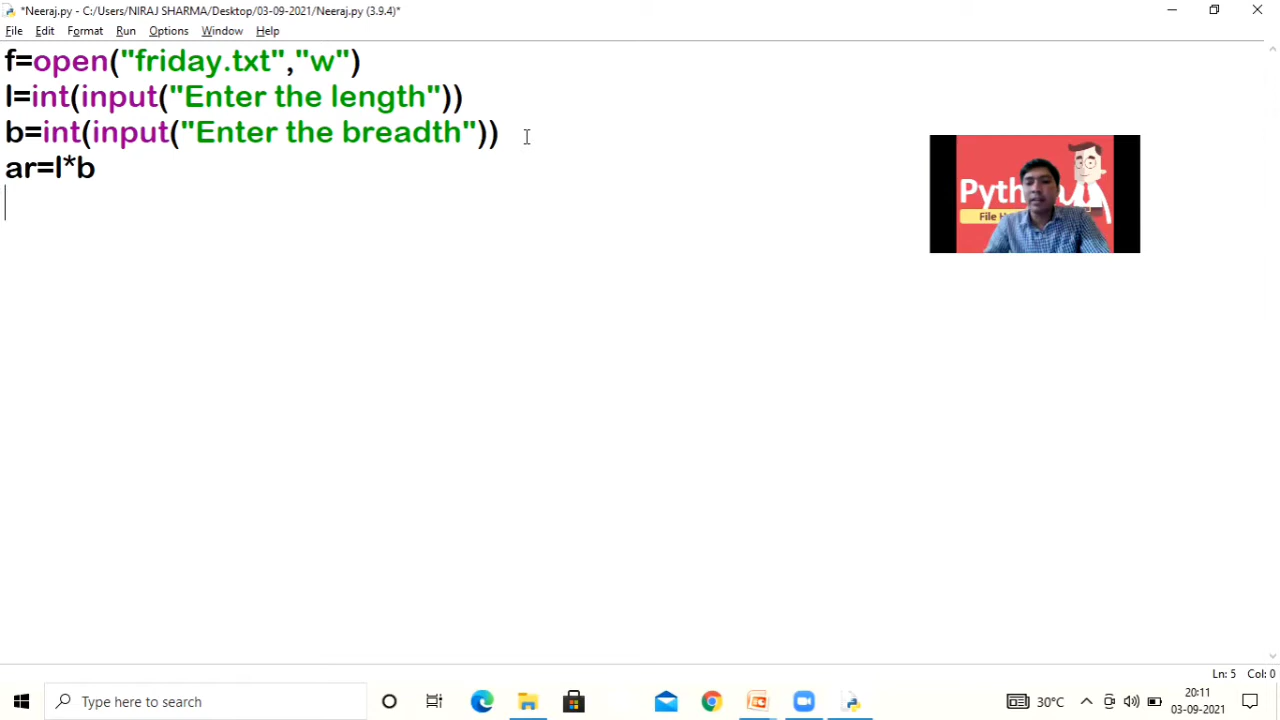 *Neeraj.py - C:/Users/NIRAJ SHARMA/Desktop/03-09-2021/Neeraj.py (3.9.4)*
File Edit Format Run Options Window Help
f=open("friday.txt","w")
l=int(input("Enter the length"))
b=int(input("Enter the breadth"))
ar=l*b
File
Ln: 5 Col: 0
Type here to search
30°C
20:11
03-09-2021